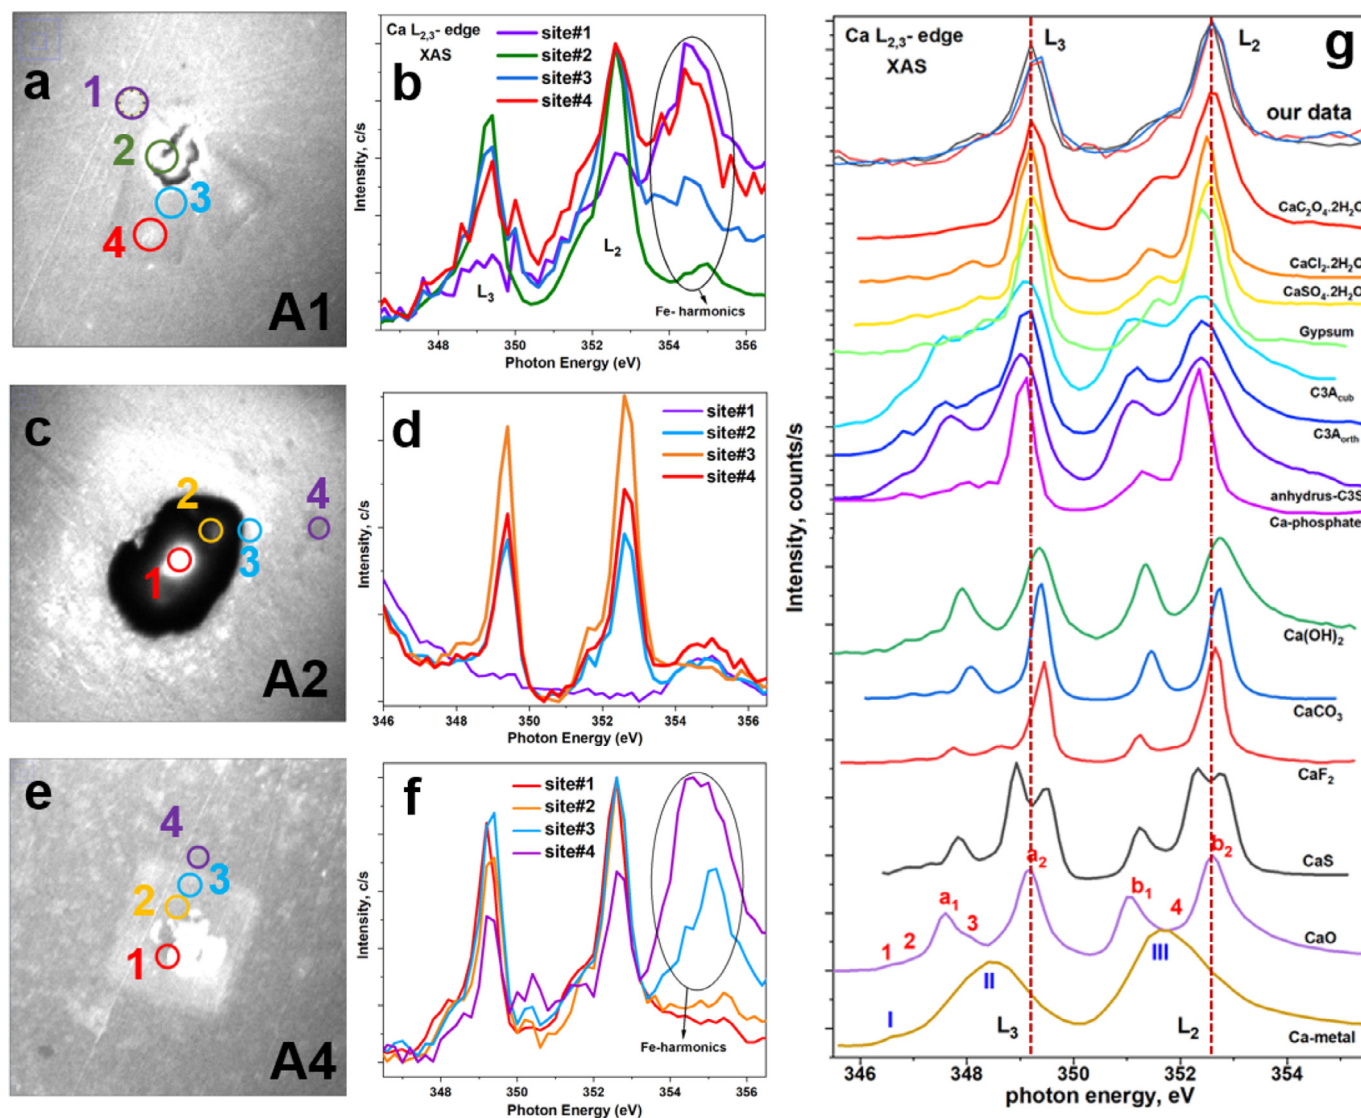 a
1
2
3
4
A1
Ca L2,3- edge
XAS
b
site#1
site#2
site#3
site#4
L3
L2
Fe- harmonics
Intensity, c/s
348
350
352
354
356
Photon Energy (eV)
c
2
4
3
1
A2
d
site#1
site#2
site#3
site#4
Intensity, c/s
346
348
350
352
354
356
Photon Energy (eV)
e
4
3
2
1
A4
f
site#1
site#2
site#3
site#4
Fe-harmonics
Intensity, c/s
348
350
352
354
356
Photon Energy (eV)
Ca L2,3- edge
XAS
L3
L2
g
our data
CaC2O4.2H2O
CaCl2.2H2O
CaSO4.2H2O
Gypsum
C3Acub
C3Aorth
anhydrus-C3S
Ca-phosphate
Ca(OH)2
CaCO3
CaF2
CaS
a2
b2
a1
b1
1
2
3
4
CaO
I
II
III
L3
L2
Ca-metal
Intensity, counts/s
346
348
350
352
354
photon energy, eV